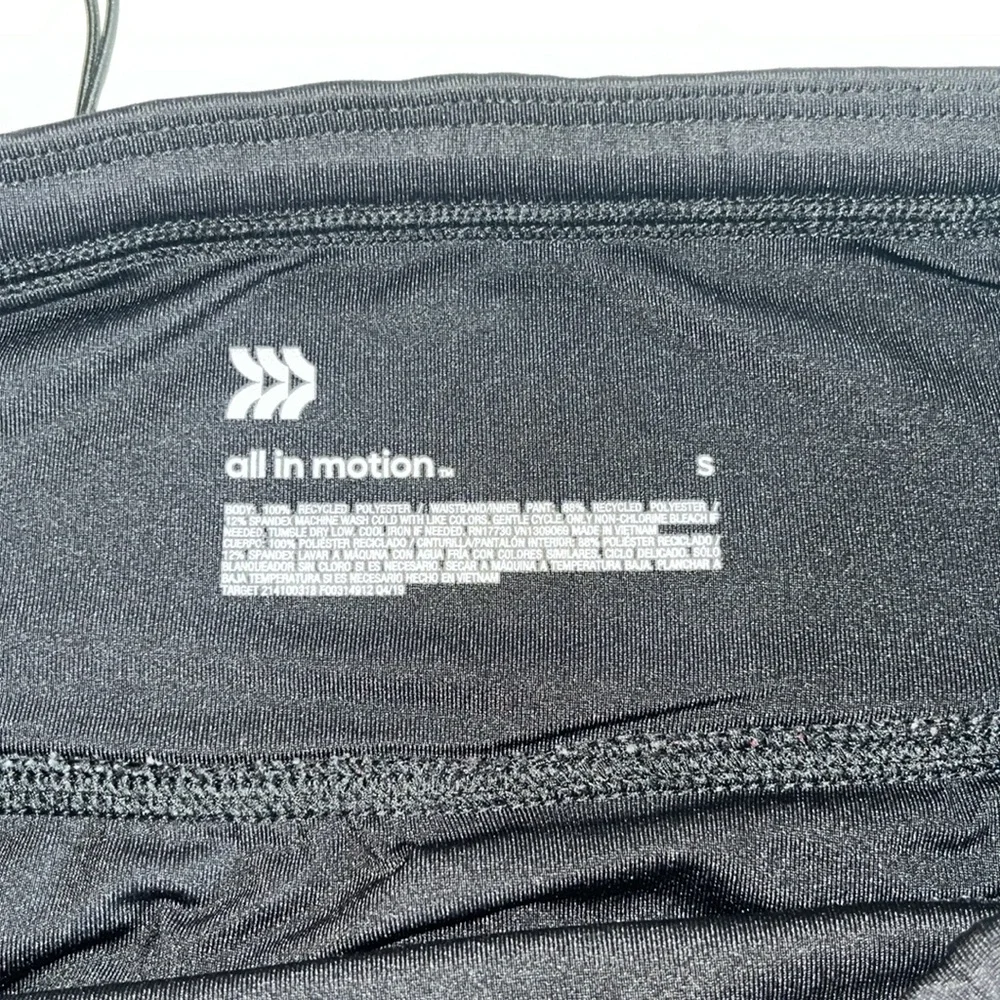 all in motion™ S
BODY: 100% RECYCLED POLYESTER / WAISTBAND/INNER PANT: 88% RECYCLED POLYESTER /
12% SPANDEX MACHINE WASH COLD WITH LIKE COLORS. GENTLE CYCLE. ONLY NON-CHLORINE BLEACH IF
NEEDED. TUMBLE DRY LOW. COOL IRON IF NEEDED. RN17730 VN1309068 MADE IN VIETNAM
CUERPO: 100% POLIÉSTER RECICLADO / CINTURILLA/PANTALÓN INTERIOR: 88% POLIÉSTER RECICLADO /
12% SPANDEX LAVAR A MÁQUINA CON AGUA FRÍA CON COLORES SIMILARES. CICLO DELICADO. SÓLO
BLANQUEADOR SIN CLORO SI ES NECESARIO. SECAR A MÁQUINA A TEMPERATURA BAJA. PLANCHAR A
BAJA TEMPERATURA SI ES NECESARIO HECHO EN VIETNAM
TARGET 214100318 F00314912 Q4/19